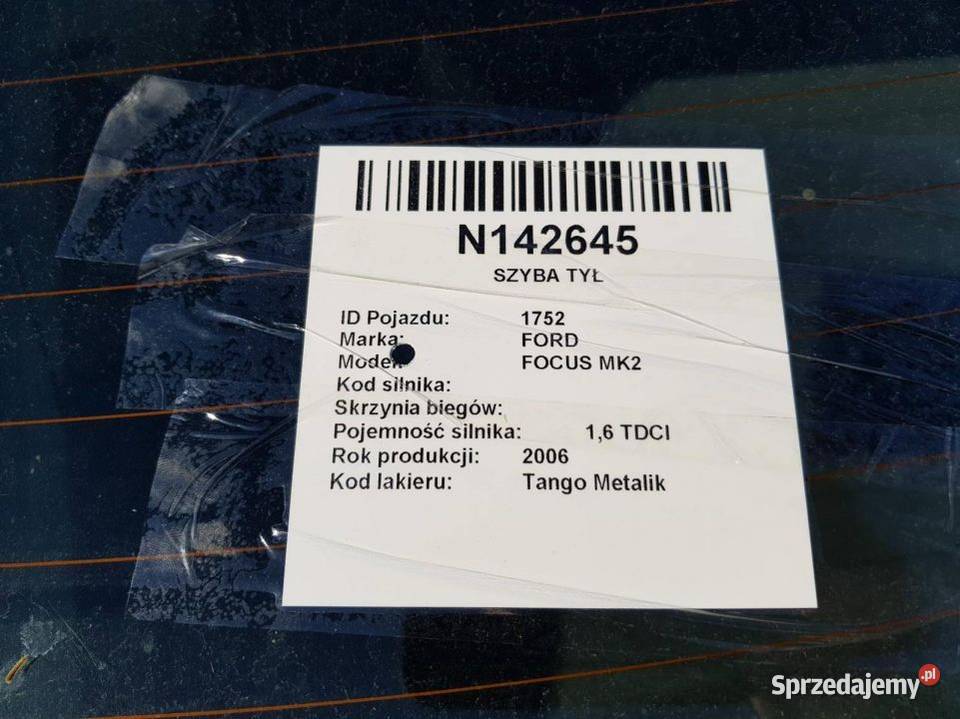 N142645
SZYBA TYŁ
ID Pojazdu: 1752
Marka: FORD
Model: FOCUS MK2
Kod silnika:
Skrzynia biegów:
Pojemność silnika: 1,6 TDCI
Rok produkcji: 2006
Kod lakieru: Tango Metalik
Sprzedajemy.pl